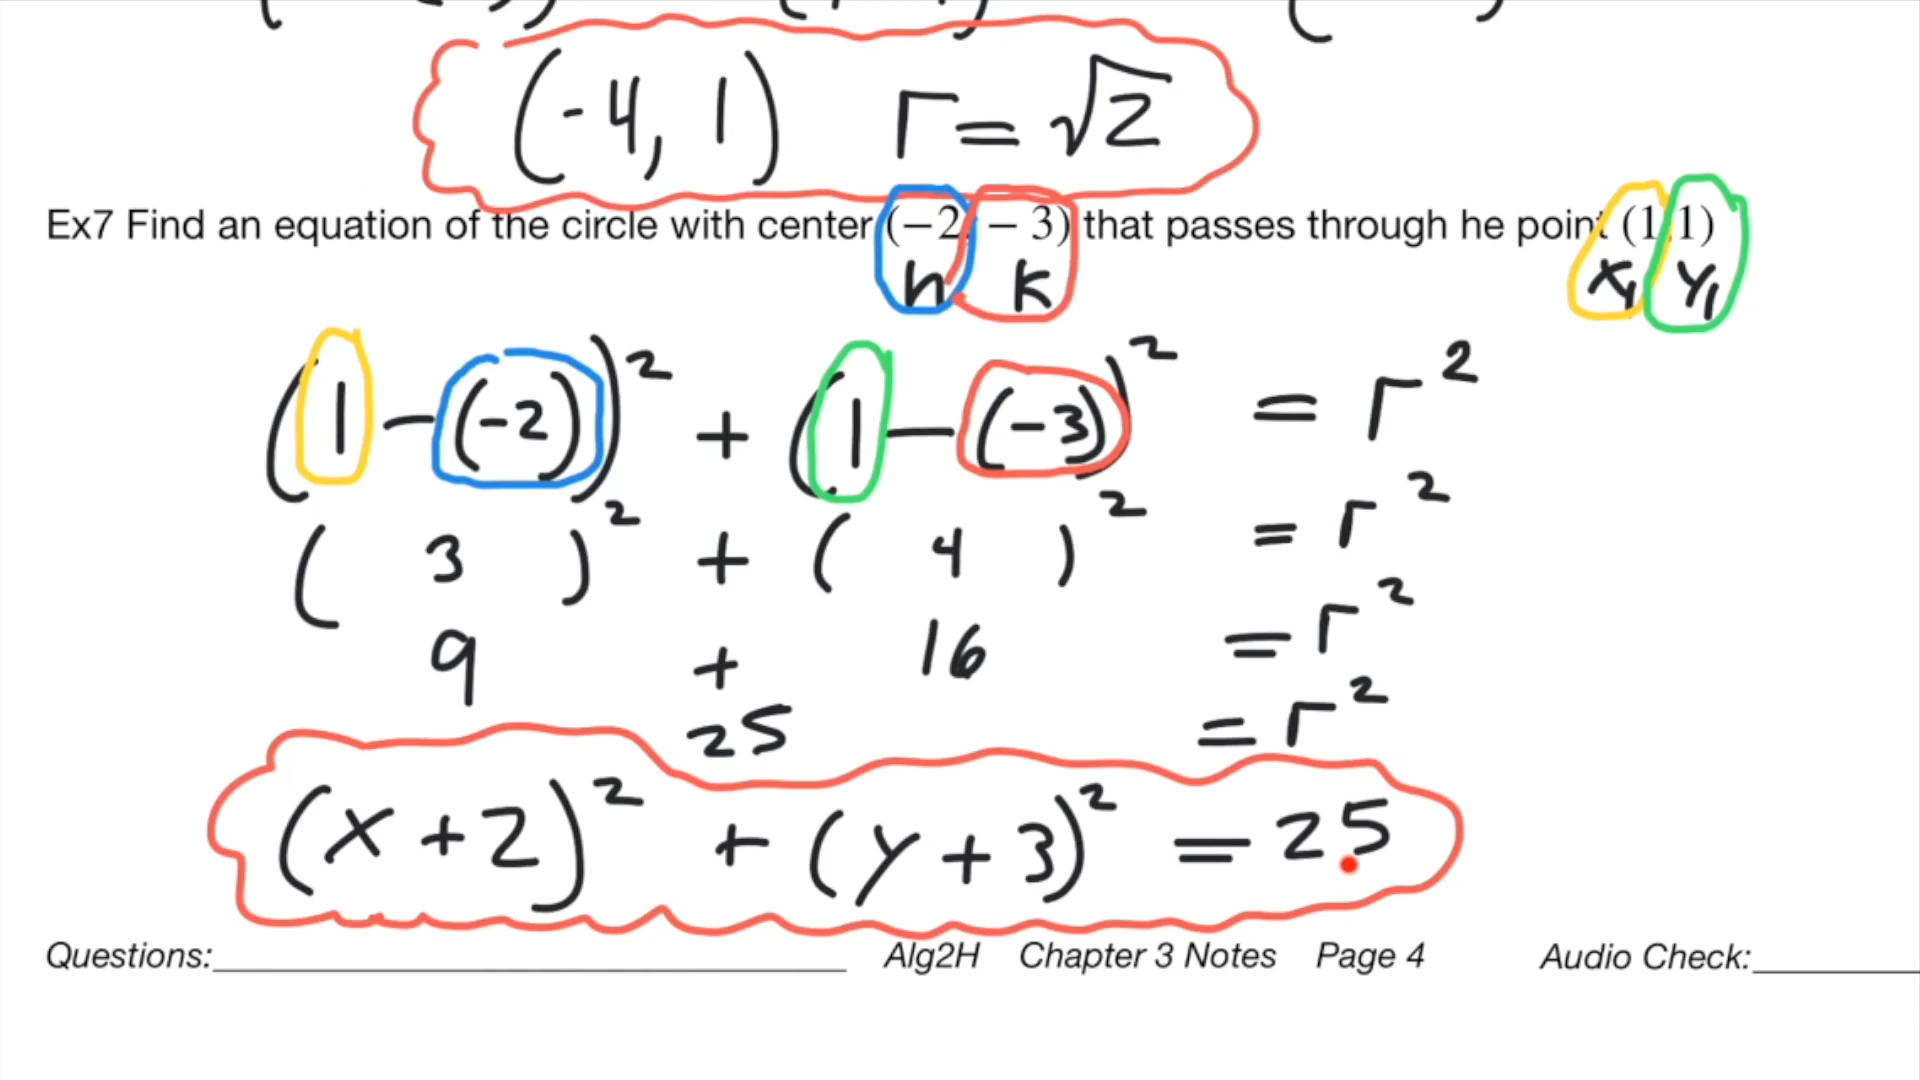 (-4, 1) r = √2
Ex7 Find an equation of the circle with center (−2, − 3) that passes through he point (1,1)
h k x₁ y₁
(1-(-2))² + (1-(-3))² = r²
( 3 )² + ( 4 )² = r²
9 + 16 = r²
25 = r²
(x+2)² + (y+3)² = 25
Questions: Alg2H Chapter 3 Notes Page 4 Audio Check: